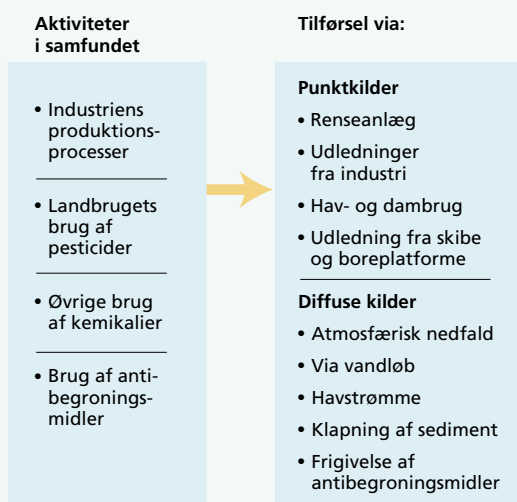 Aktiviteter
i samfundet
• Industriens
produktions-
processer
• Landbrugets
brug af
pesticider
• Øvrige brug
af kemikalier
• Brug af anti-
begronings-
midler
Tilførsel via:
Punktkilder
• Renseanlæg
• Udledninger
fra industri
• Hav- og dambrug
• Udledning fra skibe
og boreplatforme
Diffuse kilder
• Atmosfærisk nedfald
• Via vandløb
• Havstrømme
• Klapning af sediment
• Frigivelse af
antibegroningsmidler